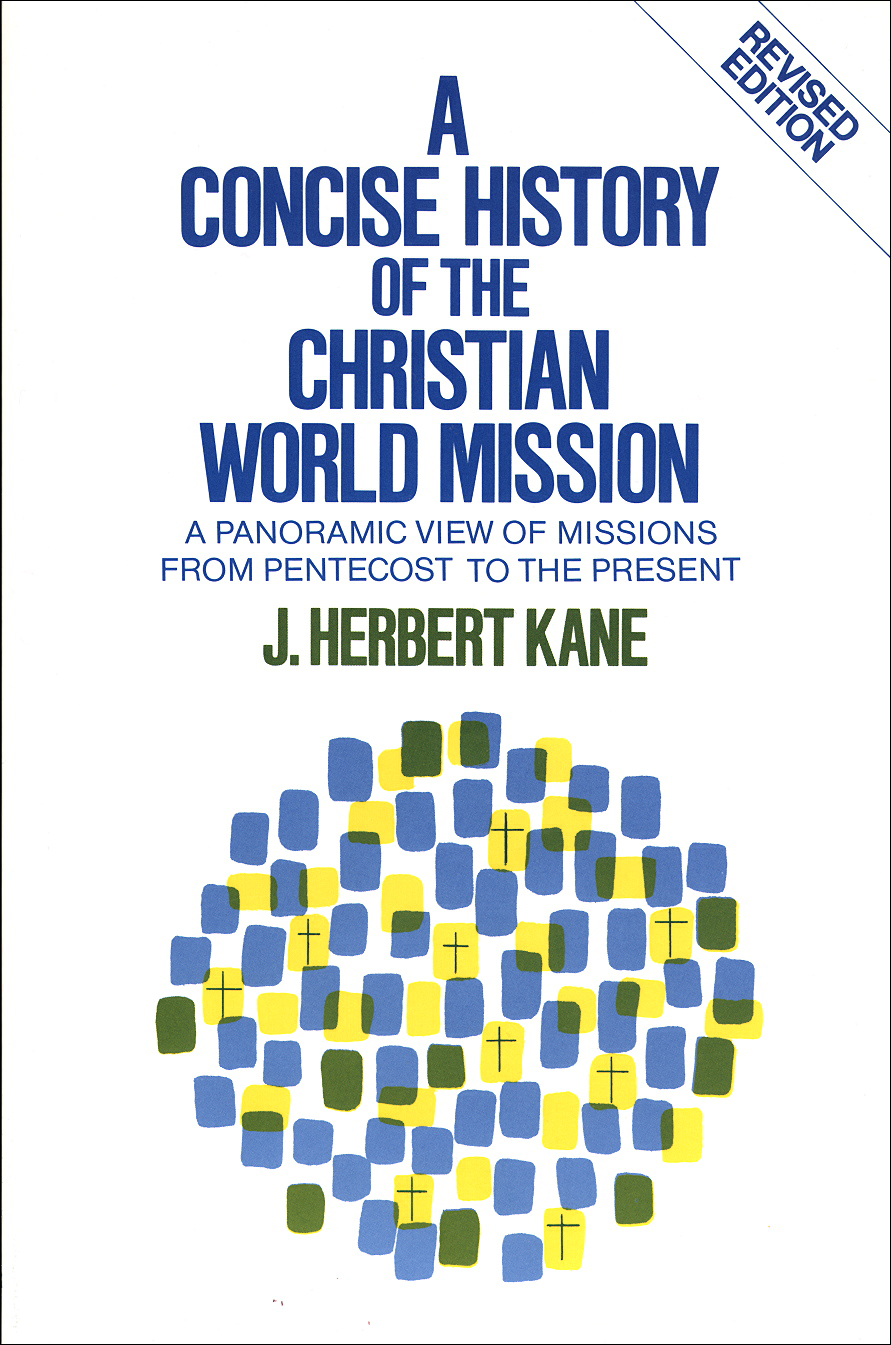 REVISED
EDITION
A
CONCISE HISTORY
OF THE
CHRISTIAN
WORLD MISSION
A PANORAMIC VIEW OF MISSIONS
FROM PENTECOST TO THE PRESENT
J. HERBERT KANE